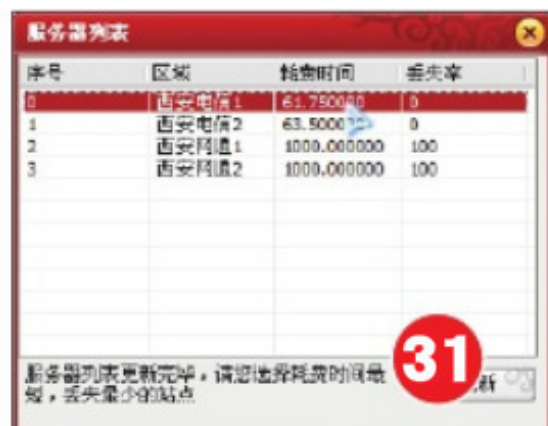 服务器列表
序号 区域 耗费时间 丢失率
0 西安电信1 61.750000 0
1 西安电信2 63.500000 0
2 西安网通1 1000.000000 100
3 西安网通2 1000.000000 100
服务器列表更新完毕，请您选择耗费时间最
短，丢失最少的站点
31
新